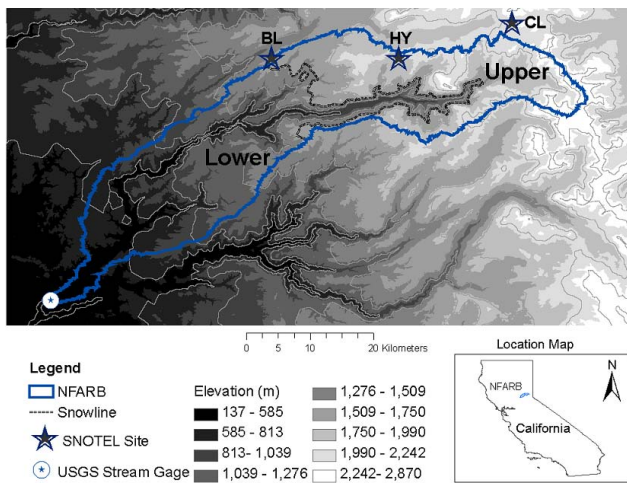 BL
HY
CL
Upper
Lower
0 5 10 20 Kilometers
Legend
NFARB
Snowline
SNOTEL Site
USGS Stream Gage
Elevation (m)
137 - 585
585 - 813
813- 1,039
1,039 - 1,276
1,276 - 1,509
1,509 - 1,750
1,750 - 1,990
1,990 - 2,242
2,242- 2,870
Location Map
NFARB
California
N